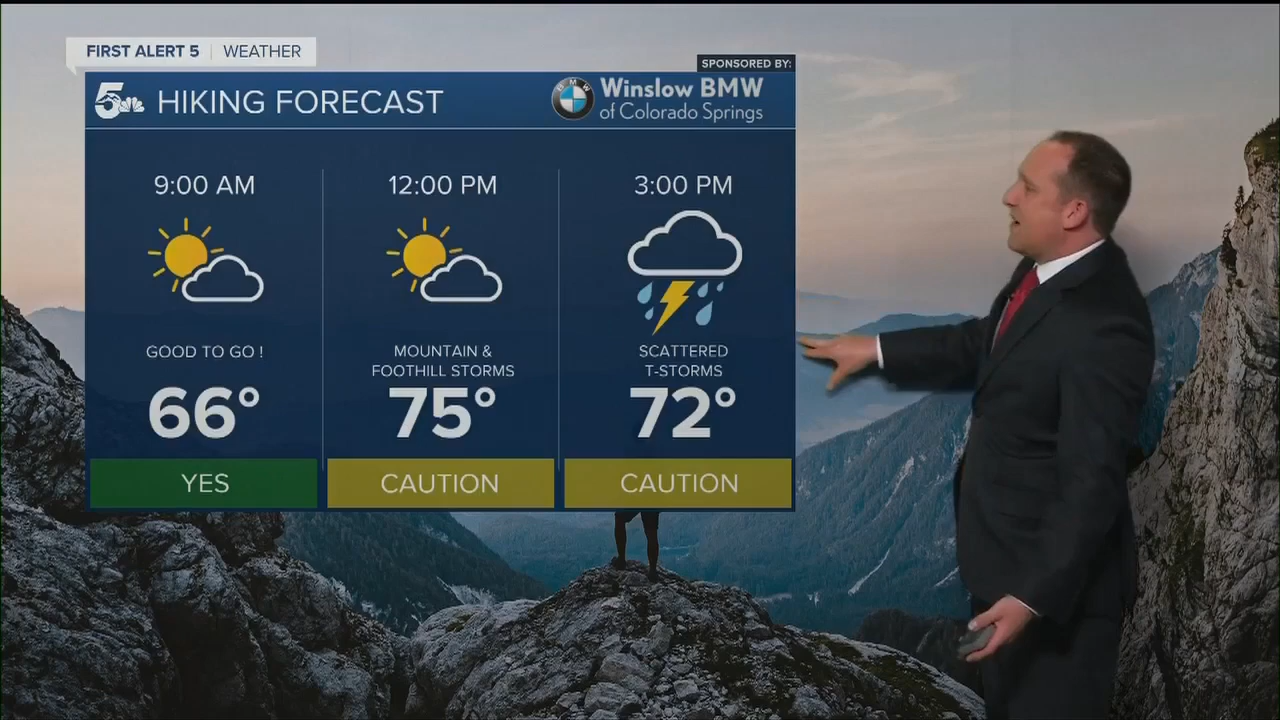 FIRST ALERT 5 | WEATHER
SPONSORED BY:
5 HIKING FORECAST
BMW
Winslow BMW
of Colorado Springs
9:00 AM
GOOD TO GO !
66°
YES
12:00 PM
MOUNTAIN &
FOOTHILL STORMS
75°
CAUTION
3:00 PM
SCATTERED
T-STORMS
72°
CAUTION